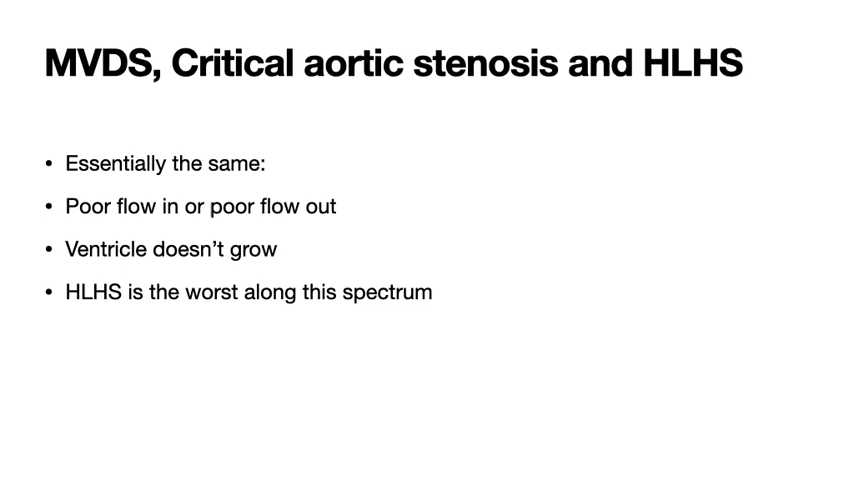 MVDS, Critical aortic stenosis and HLHS
• Essentially the same:
• Poor flow in or poor flow out
• Ventricle doesn’t grow
• HLHS is the worst along this spectrum